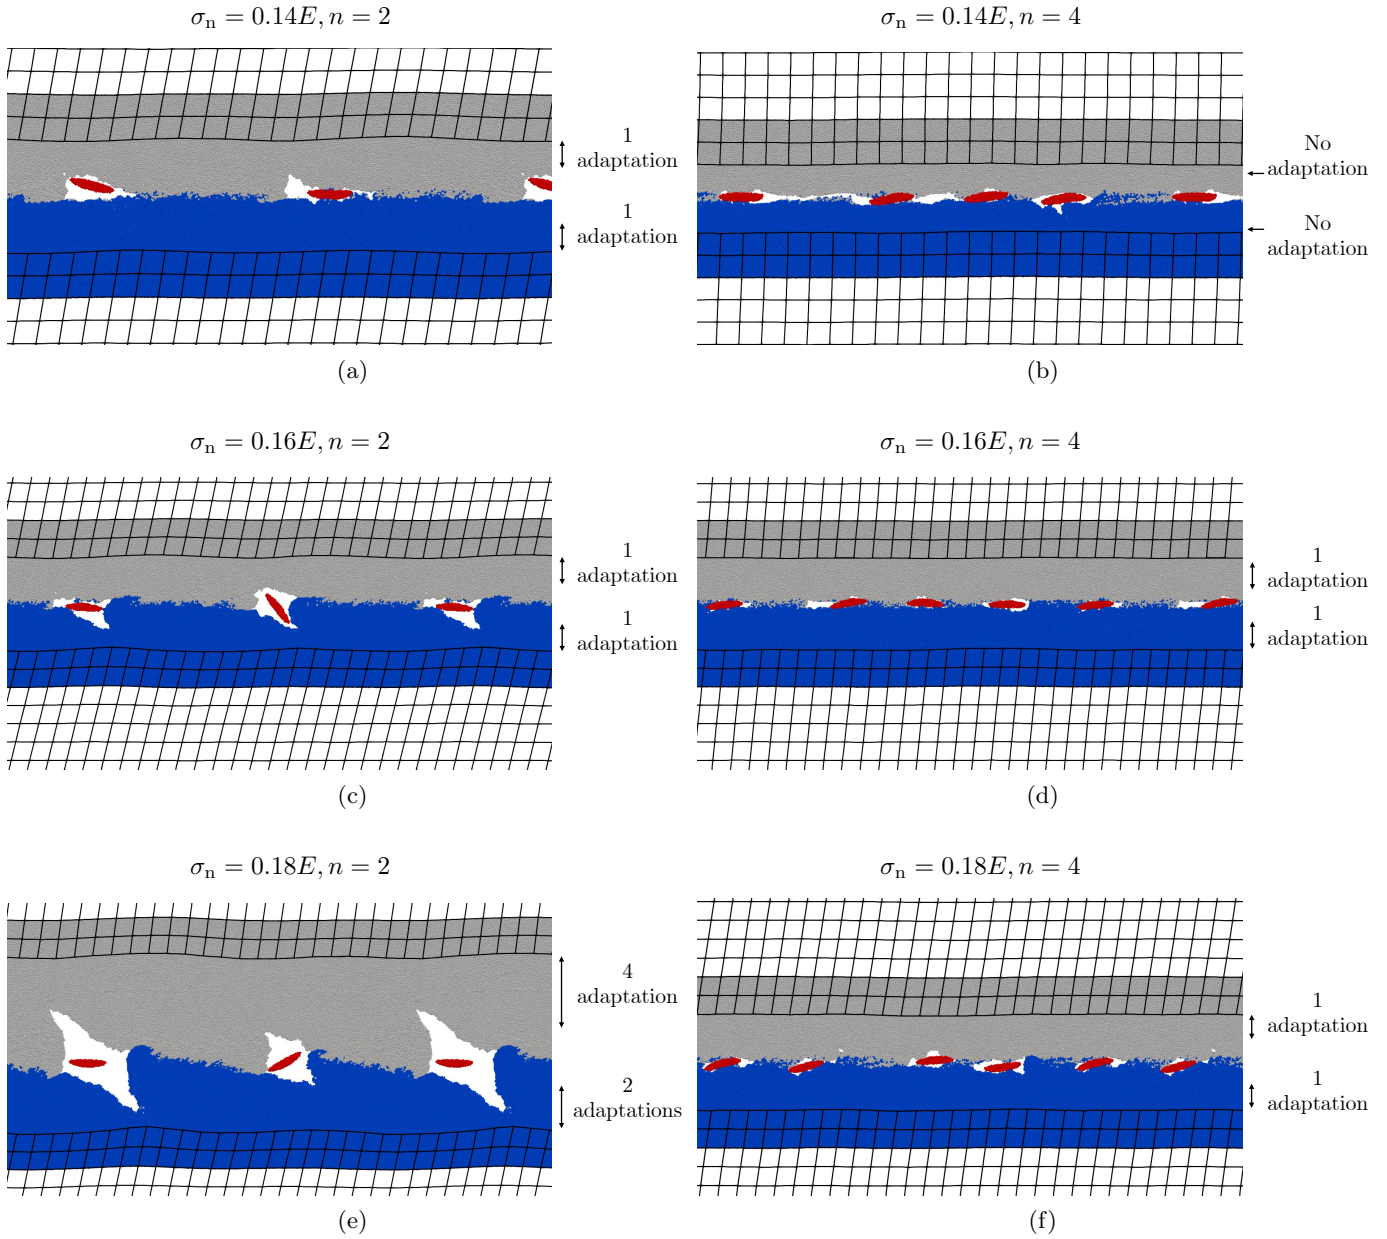 σn = 0.14E, n = 2
σn = 0.14E, n = 4
1
adaptation
1
adaptation
No
adaptation
No
adaptation
(a)
(b)
σn = 0.16E, n = 2
σn = 0.16E, n = 4
1
adaptation
1
adaptation
1
adaptation
1
adaptation
(c)
(d)
σn = 0.18E, n = 2
σn = 0.18E, n = 4
4
adaptation
2
adaptations
1
adaptation
1
adaptation
(e)
(f)